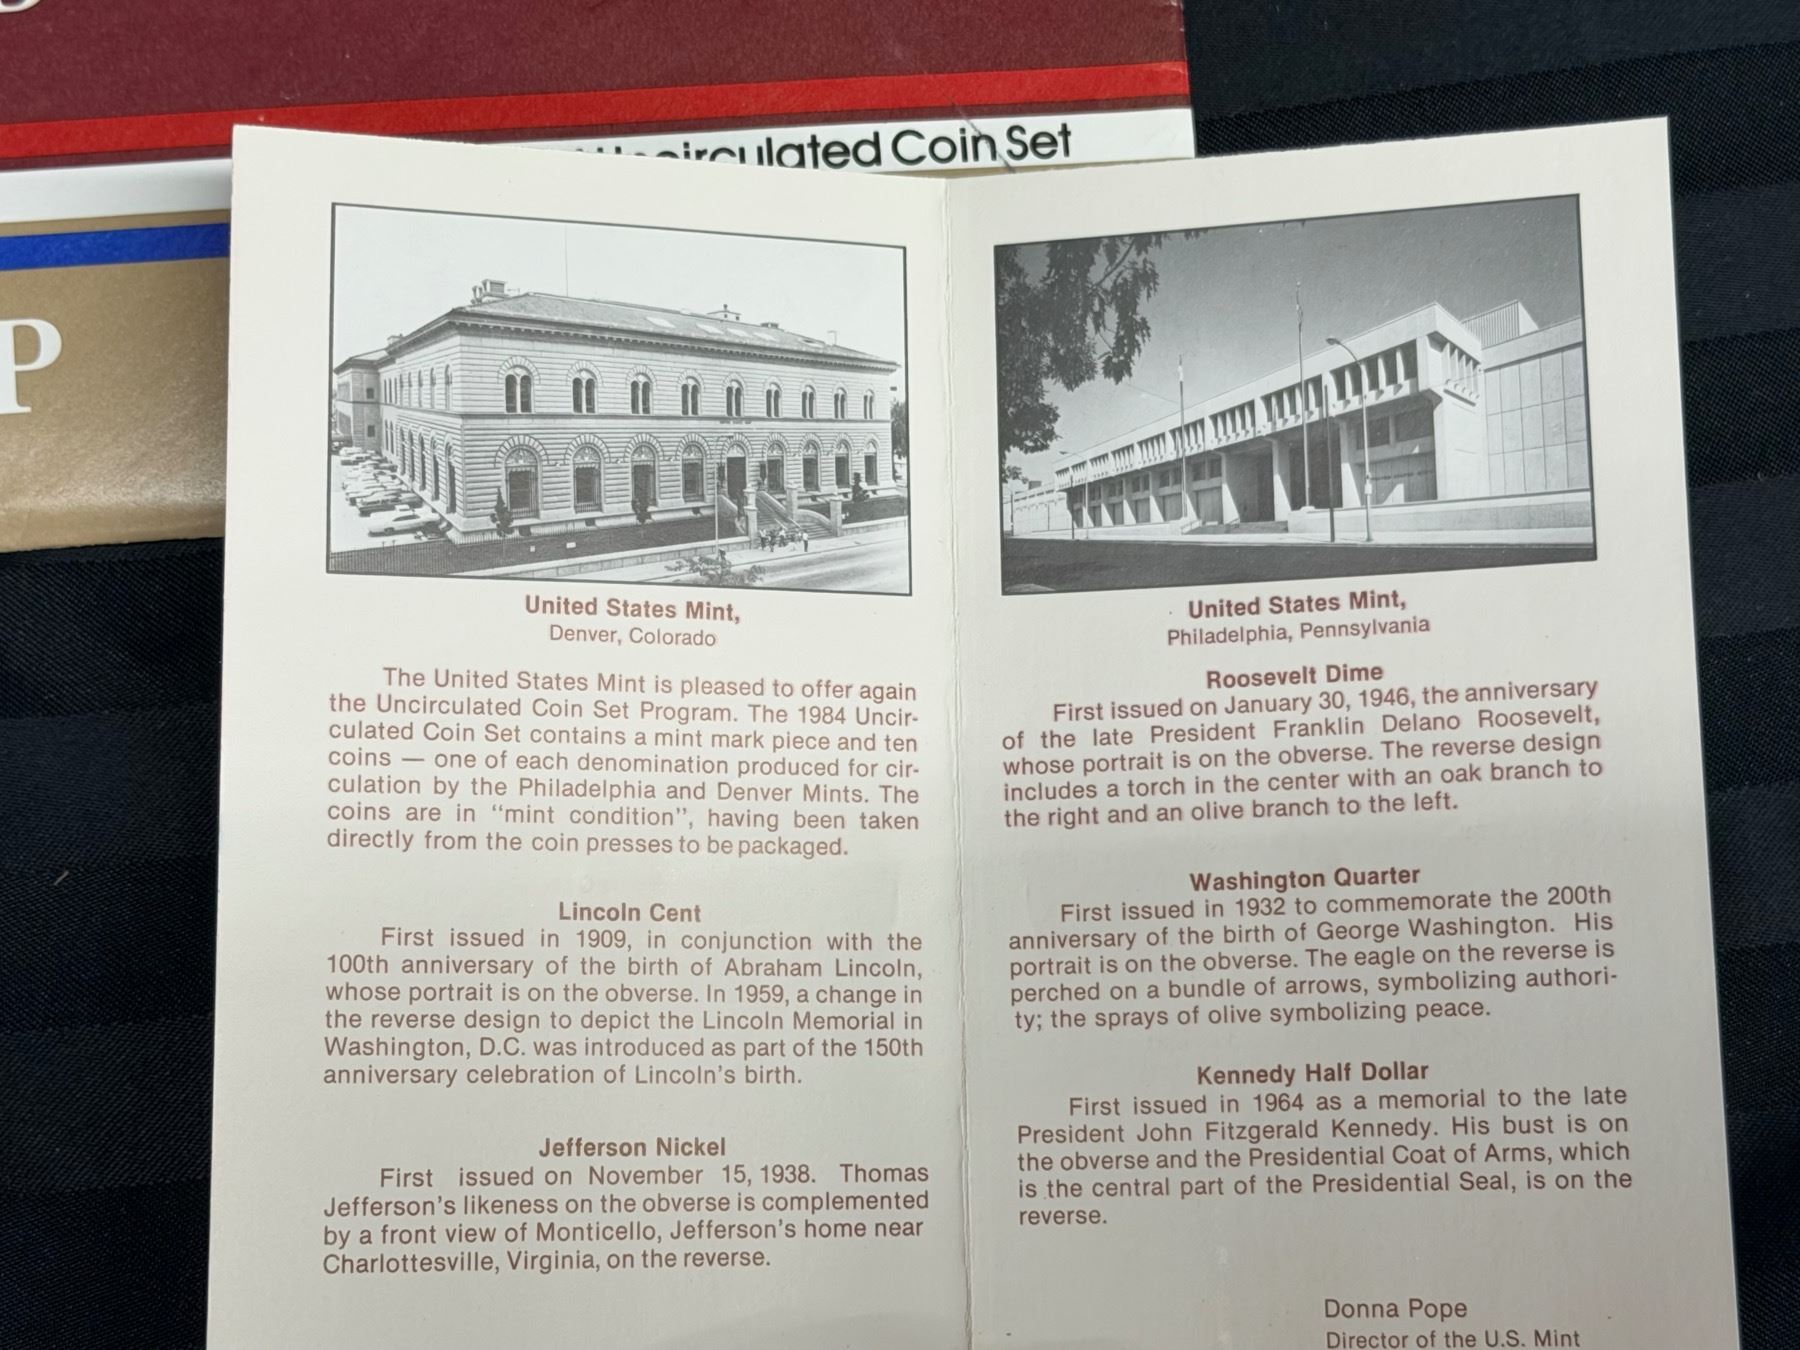 Uncirculated Coin Set
P
United States Mint,
Denver, Colorado
The United States Mint is pleased to offer again
the Uncirculated Coin Set Program. The 1984 Uncir-
culated Coin Set contains a mint mark piece and ten
coins — one of each denomination produced for cir-
culation by the Philadelphia and Denver Mints. The
coins are in “mint condition”, having been taken
directly from the coin presses to be packaged.
Lincoln Cent
First issued in 1909, in conjunction with the
100th anniversary of the birth of Abraham Lincoln,
whose portrait is on the obverse. In 1959, a change in
the reverse design to depict the Lincoln Memorial in
Washington, D.C. was introduced as part of the 150th
anniversary celebration of Lincoln's birth.
Jefferson Nickel
First issued on November 15, 1938. Thomas
Jefferson's likeness on the obverse is complemented
by a front view of Monticello, Jefferson's home near
Charlottesville, Virginia, on the reverse.
United States Mint,
Philadelphia, Pennsylvania
Roosevelt Dime
First issued on January 30, 1946, the anniversary
of the late President Franklin Delano Roosevelt,
whose portrait is on the obverse. The reverse design
includes a torch in the center with an oak branch to
the right and an olive branch to the left.
Washington Quarter
First issued in 1932 to commemorate the 200th
anniversary of the birth of George Washington. His
portrait is on the obverse. The eagle on the reverse is
perched on a bundle of arrows, symbolizing authori-
ty; the sprays of olive symbolizing peace.
Kennedy Half Dollar
First issued in 1964 as a memorial to the late
President John Fitzgerald Kennedy. His bust is on
the obverse and the Presidential Coat of Arms, which
is the central part of the Presidential Seal, is on the
reverse.
Donna Pope
Director of the U.S. Mint